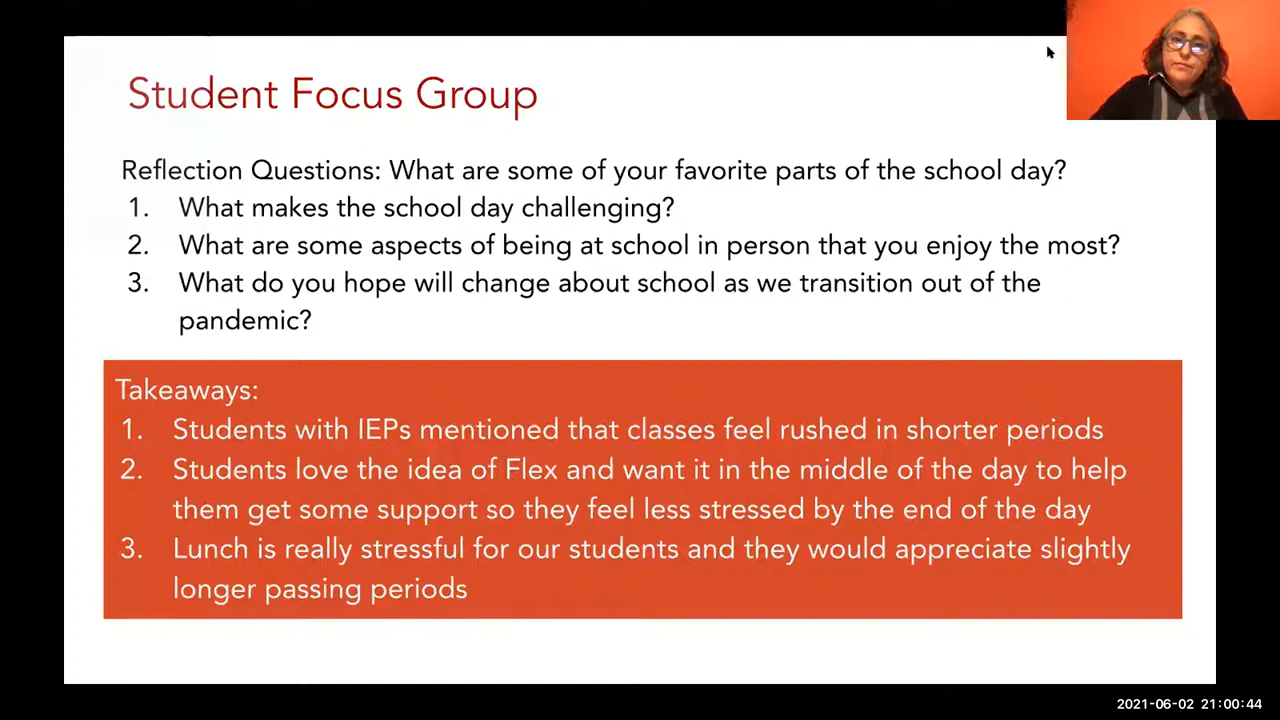 Student Focus Group
Reflection Questions: What are some of your favorite parts of the school day?
1. What makes the school day challenging?
2. What are some aspects of being at school in person that you enjoy the most?
3. What do you hope will change about school as we transition out of the
pandemic?
Takeaways:
1. Students with IEPs mentioned that classes feel rushed in shorter periods
2. Students love the idea of Flex and want it in the middle of the day to help
them get some support so they feel less stressed by the end of the day
3. Lunch is really stressful for our students and they would appreciate slightly
longer passing periods
2021-06-02 21:00:44